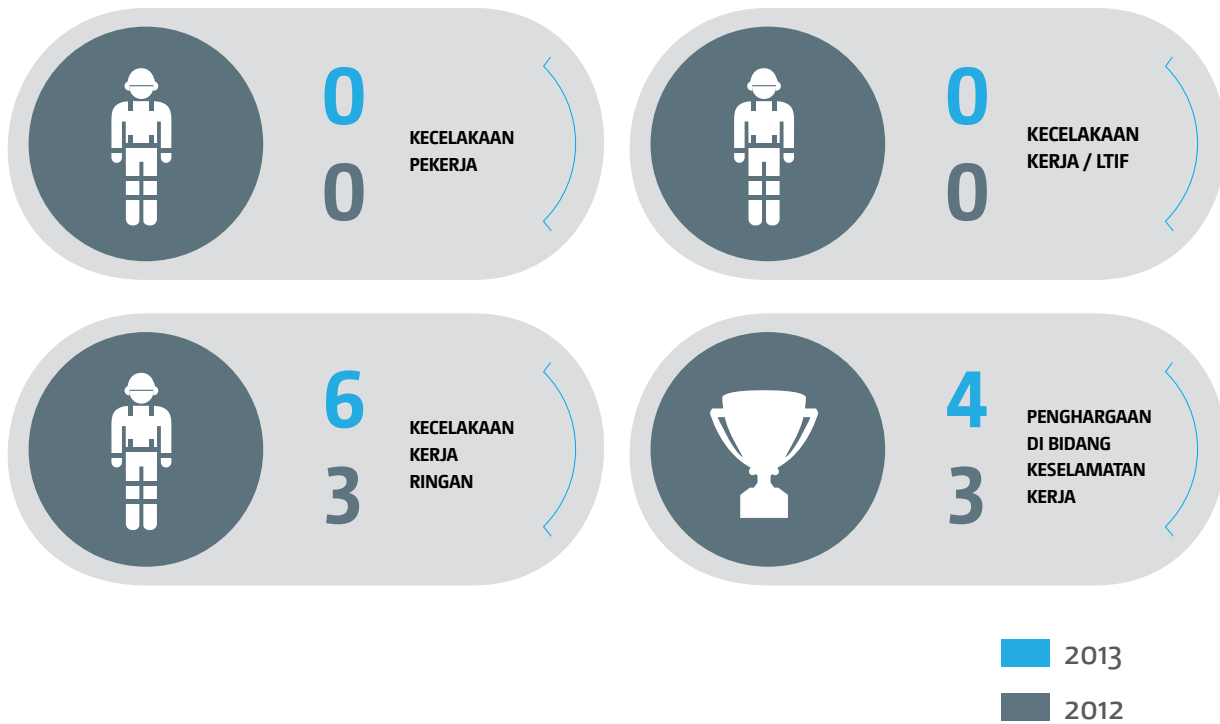 0
0
KECELAKAAN
PEKERJA
0
0
KECELAKAAN
KERJA / LTIF
6
3
KECELAKAAN
KERJA
RINGAN
4
3
PENGHARGAAN
DI BIDANG
KESELAMATAN
KERJA
2013
2012